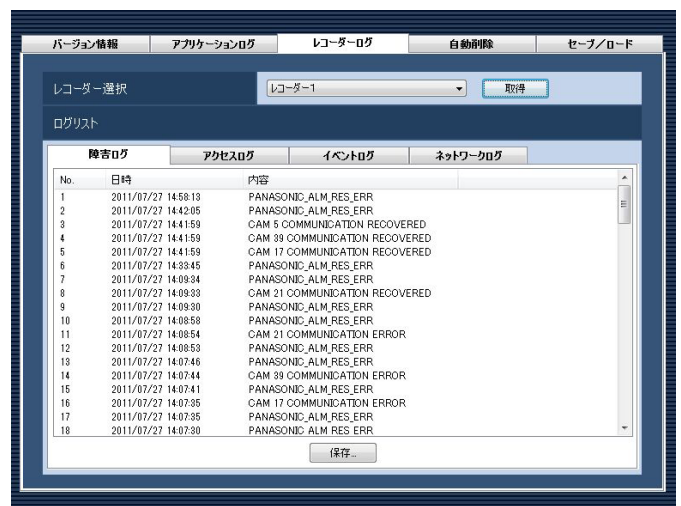 バージョン情報 アプリケーションログ レコーダーログ 自動削除 セーブ/ロード
レコーダー選択 レコーダー1 取得
ログリスト
障害ログ アクセスログ イベントログ ネットワークログ
No. 日時 内容
1 2011/07/27 14:58:13 PANASONIC_ALM_RES_ERR
2 2011/07/27 14:42:05 PANASONIC_ALM_RES_ERR
3 2011/07/27 14:41:59 CAM 5 COMMUNICATION RECOVERED
4 2011/07/27 14:41:59 CAM 39 COMMUNICATION RECOVERED
5 2011/07/27 14:41:59 CAM 17 COMMUNICATION RECOVERED
6 2011/07/27 14:33:45 PANASONIC_ALM_RES_ERR
7 2011/07/27 14:09:34 PANASONIC_ALM_RES_ERR
8 2011/07/27 14:09:33 CAM 21 COMMUNICATION RECOVERED
9 2011/07/27 14:09:30 PANASONIC_ALM_RES_ERR
10 2011/07/27 14:08:58 PANASONIC_ALM_RES_ERR
11 2011/07/27 14:08:54 CAM 21 COMMUNICATION ERROR
12 2011/07/27 14:08:53 PANASONIC_ALM_RES_ERR
13 2011/07/27 14:07:46 PANASONIC_ALM_RES_ERR
14 2011/07/27 14:07:44 CAM 39 COMMUNICATION ERROR
15 2011/07/27 14:07:41 PANASONIC_ALM_RES_ERR
16 2011/07/27 14:07:35 CAM 17 COMMUNICATION ERROR
17 2011/07/27 14:07:35 PANASONIC_ALM_RES_ERR
18 2011/07/27 14:07:30 PANASONIC_ALM_RES_ERR
保存...